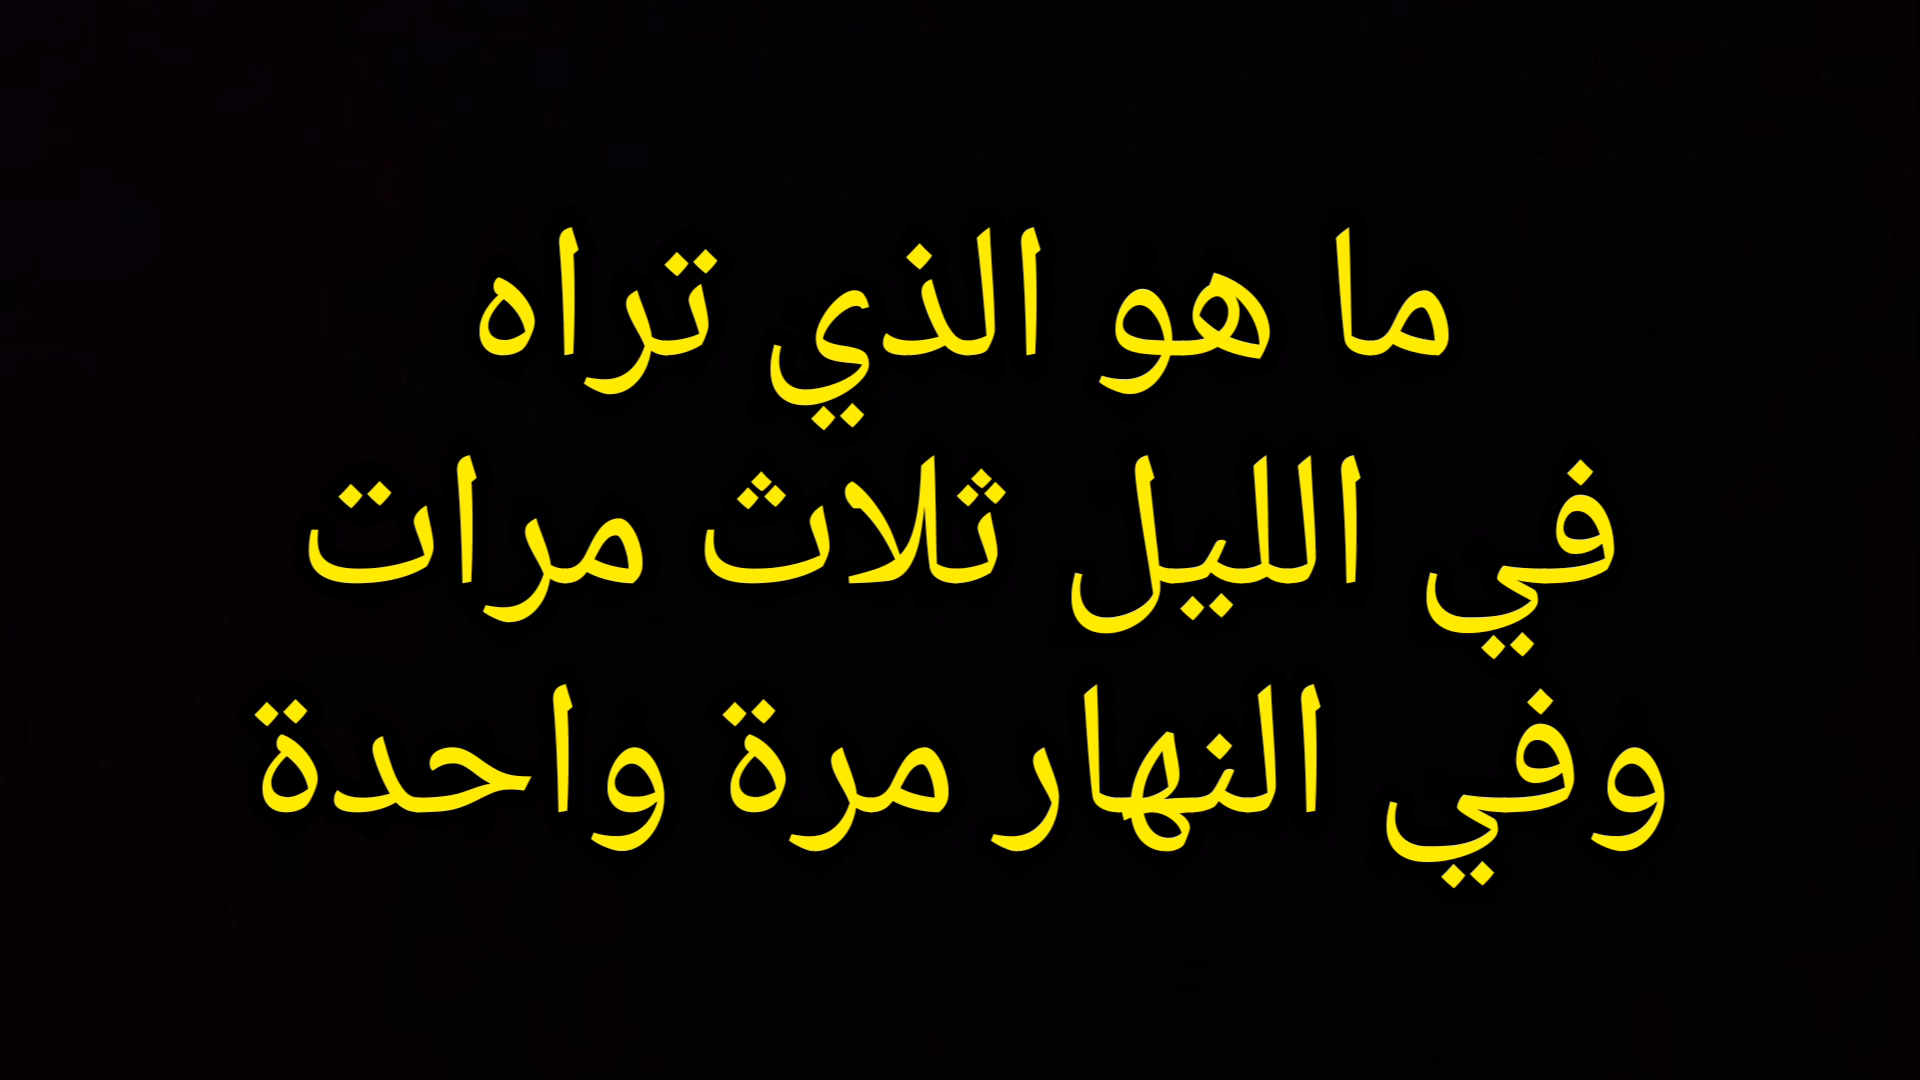 ما هو الذي تراه
في الليل ثلاث مرات
وفي النهار مرة واحدة